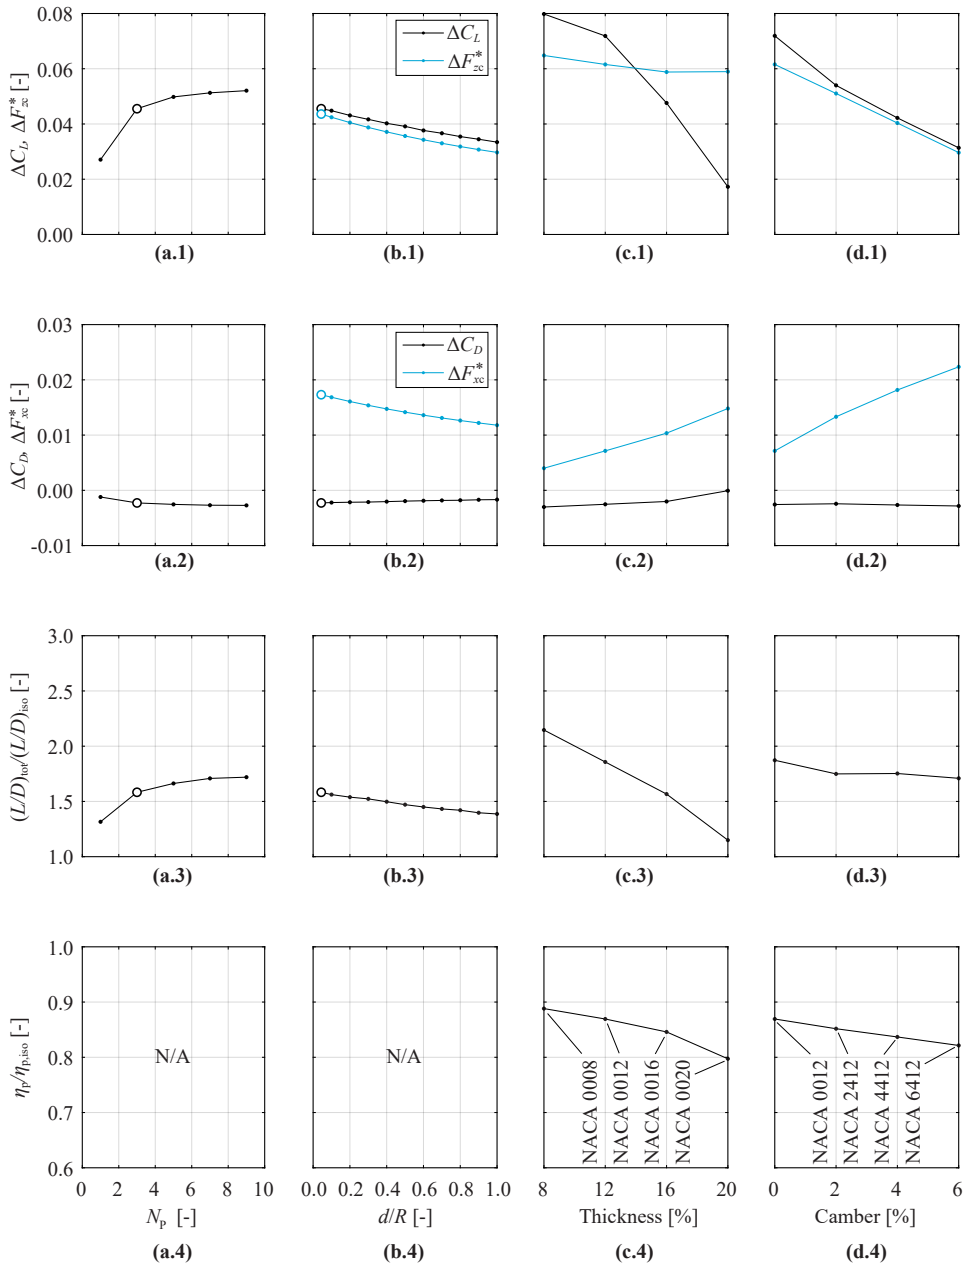 ΔC_L, ΔF*_zc [-]
0.08
0.06
0.04
0.02
0.00
ΔC_L
ΔF*_zc
(a.1) (b.1) (c.1) (d.1)
ΔC_D, ΔF*_xc [-]
0.03
0.02
0.01
0.00
-0.01
ΔC_D
ΔF*_xc
(a.2) (b.2) (c.2) (d.2)
(L/D)_tot/(L/D)_iso [-]
3.0
2.5
2.0
1.5
1.0
(a.3) (b.3) (c.3) (d.3)
η_p/η_p,iso [-]
1.0
0.9
0.8
0.7
0.6
N/A
N/A
NACA 0008
NACA 0012
NACA 0016
NACA 0020
NACA 0012
NACA 2412
NACA 4412
NACA 6412
0 2 4 6 8 10
0.0 0.2 0.4 0.6 0.8 1.0
8 12 16 20
0 2 4 6
N_P [-]
d/R [-]
Thickness [%]
Camber [%]
(a.4) (b.4) (c.4) (d.4)